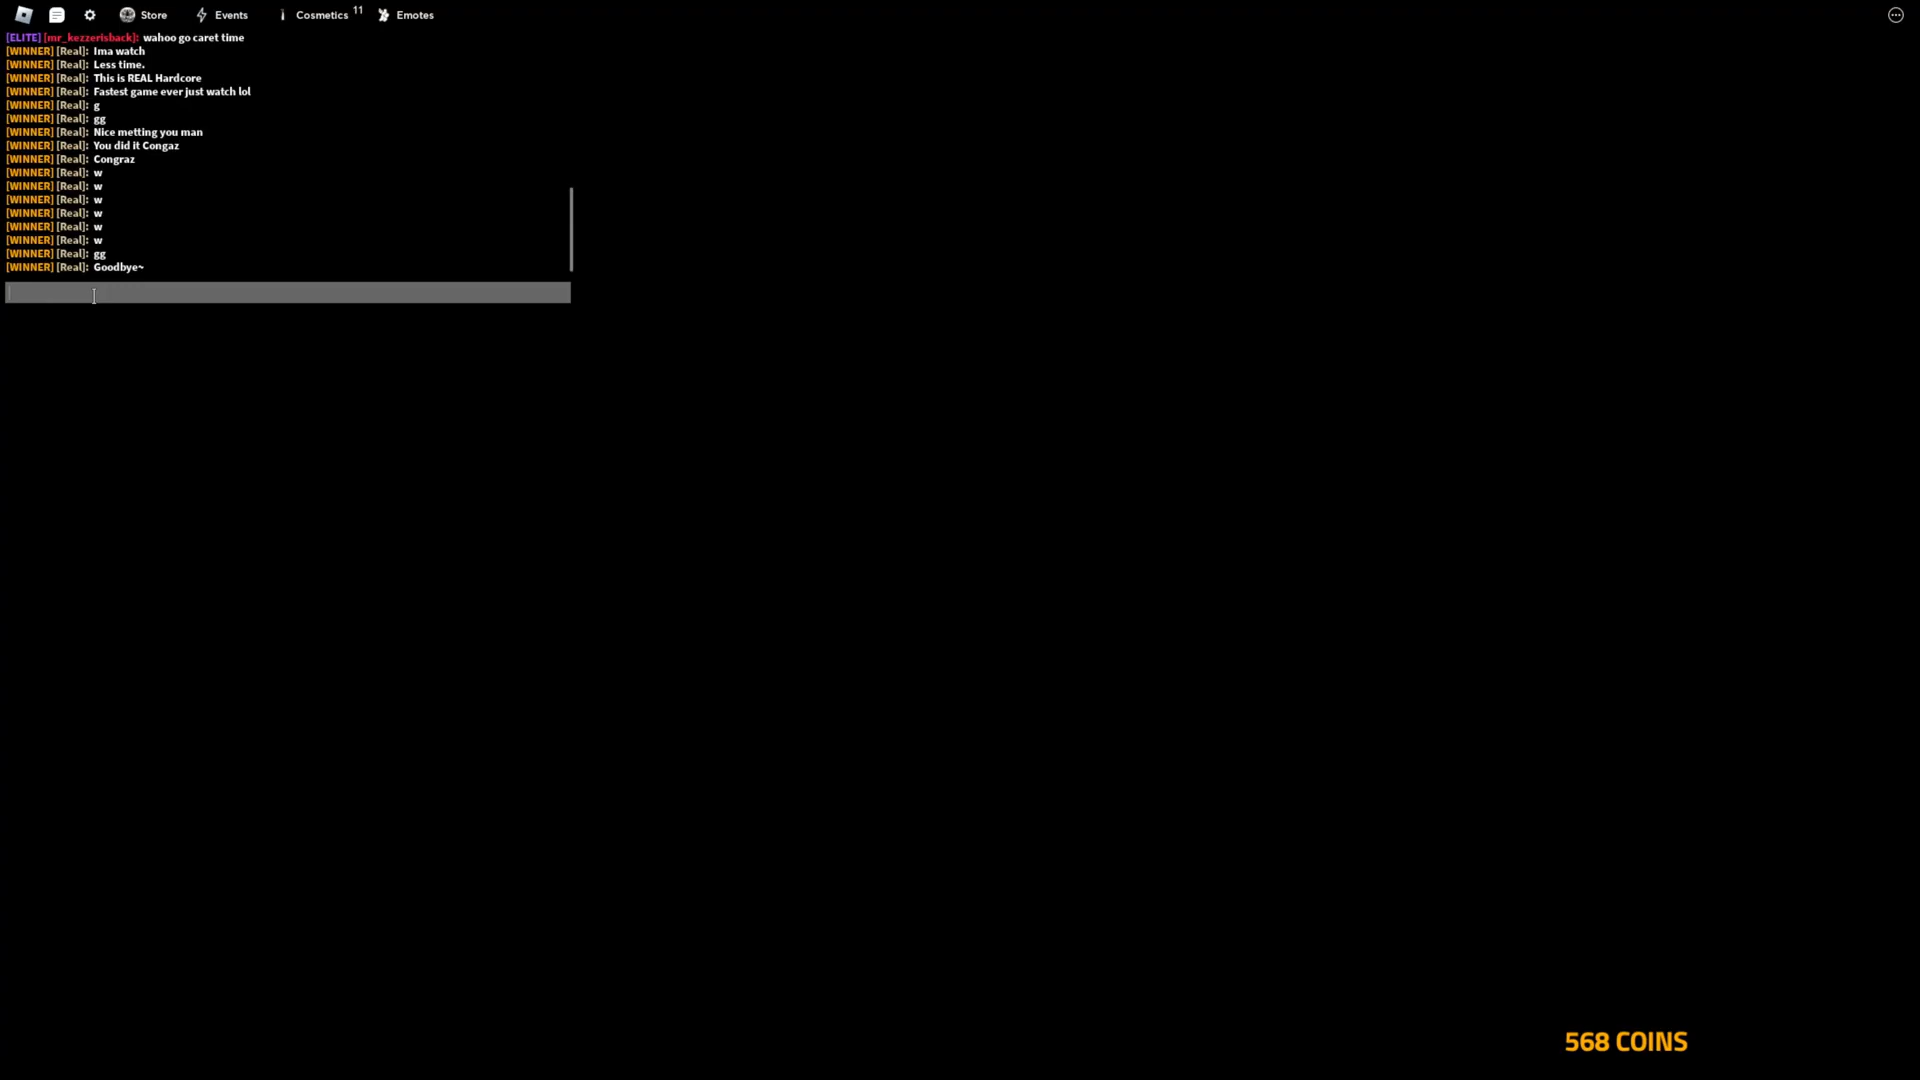 Store Events Cosmetics 11 Emotes
[ELITE] [mr_kezzerisback]: wahoo go caret time
[WINNER] [Real]: Ima watch
[WINNER] [Real]: Less time.
[WINNER] [Real]: This is REAL Hardcore
[WINNER] [Real]: Fastest game ever just watch lol
[WINNER] [Real]: g
[WINNER] [Real]: gg
[WINNER] [Real]: Nice metting you man
[WINNER] [Real]: You did it Congaz
[WINNER] [Real]: Congraz
[WINNER] [Real]: w
[WINNER] [Real]: w
[WINNER] [Real]: w
[WINNER] [Real]: w
[WINNER] [Real]: w
[WINNER] [Real]: w
[WINNER] [Real]: gg
[WINNER] [Real]: Goodbye~
568 COINS